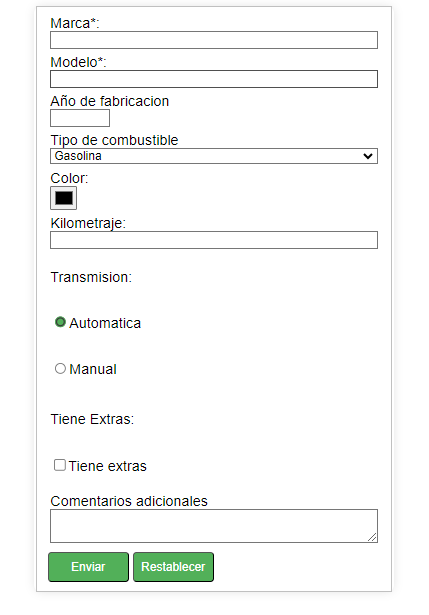 Marca*:
Modelo*:
Año de fabricacion
Tipo de combustible
Gasolina
Color:
Kilometraje:
Transmision:
Automatica
Manual
Tiene Extras:
Tiene extras
Comentarios adicionales
Enviar Restablecer